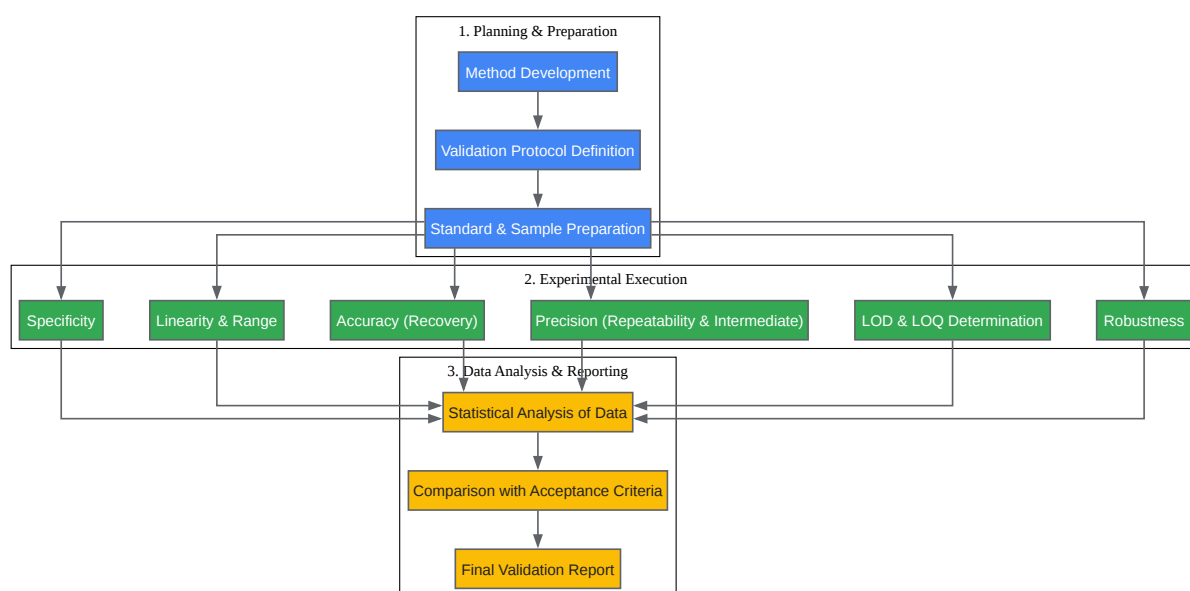 1. Planning & Preparation
Method Development
Validation Protocol Definition
Standard & Sample Preparation
2. Experimental Execution
Specificity
Linearity & Range
Accuracy (Recovery)
Precision (Repeatability & Intermediate)
LOD & LOQ Determination
Robustness
3. Data Analysis & Reporting
Statistical Analysis of Data
Comparison with Acceptance Criteria
Final Validation Report